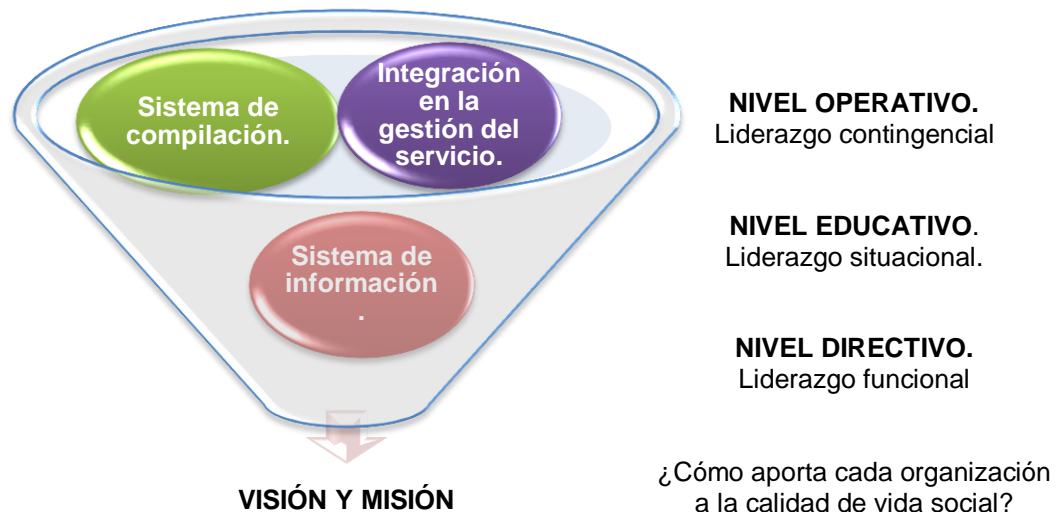 Sistema de
compilación.
Integración
en la
gestión del
servicio.
Sistema de
información
.
VISIÓN Y MISIÓN
NIVEL OPERATIVO.
Liderazgo contingencial
NIVEL EDUCATIVO.
Liderazgo situacional.
NIVEL DIRECTIVO.
Liderazgo funcional
¿Cómo aporta cada organización
a la calidad de vida social?